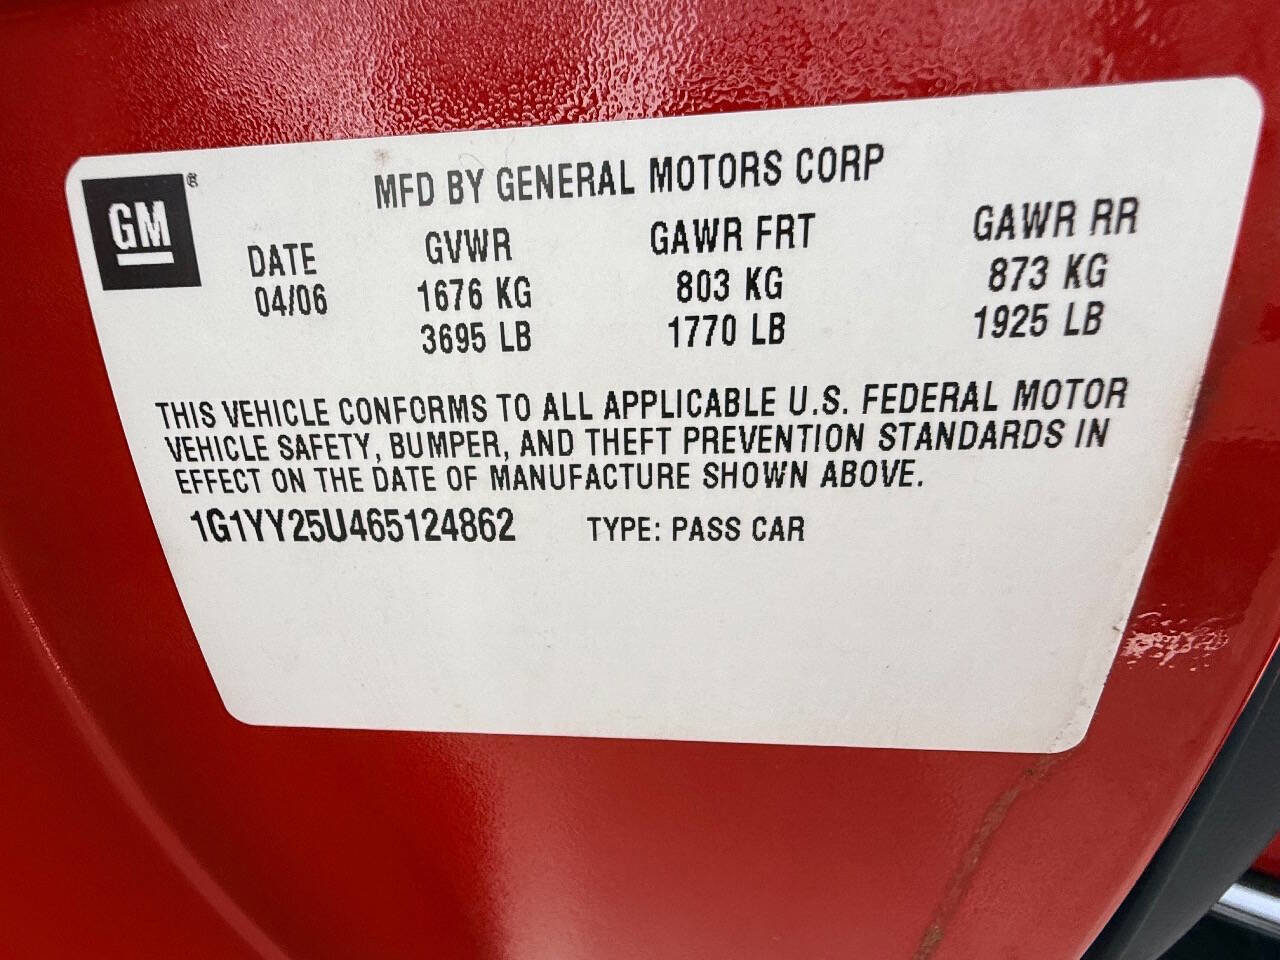 GM ®
MFD BY GENERAL MOTORS CORP
DATE GVWR GAWR FRT GAWR RR
04/06 1676 KG 803 KG 873 KG
3695 LB 1770 LB 1925 LB
THIS VEHICLE CONFORMS TO ALL APPLICABLE U.S. FEDERAL MOTOR
VEHICLE SAFETY, BUMPER, AND THEFT PREVENTION STANDARDS IN
EFFECT ON THE DATE OF MANUFACTURE SHOWN ABOVE.
1G1YY25U465124862 TYPE: PASS CAR